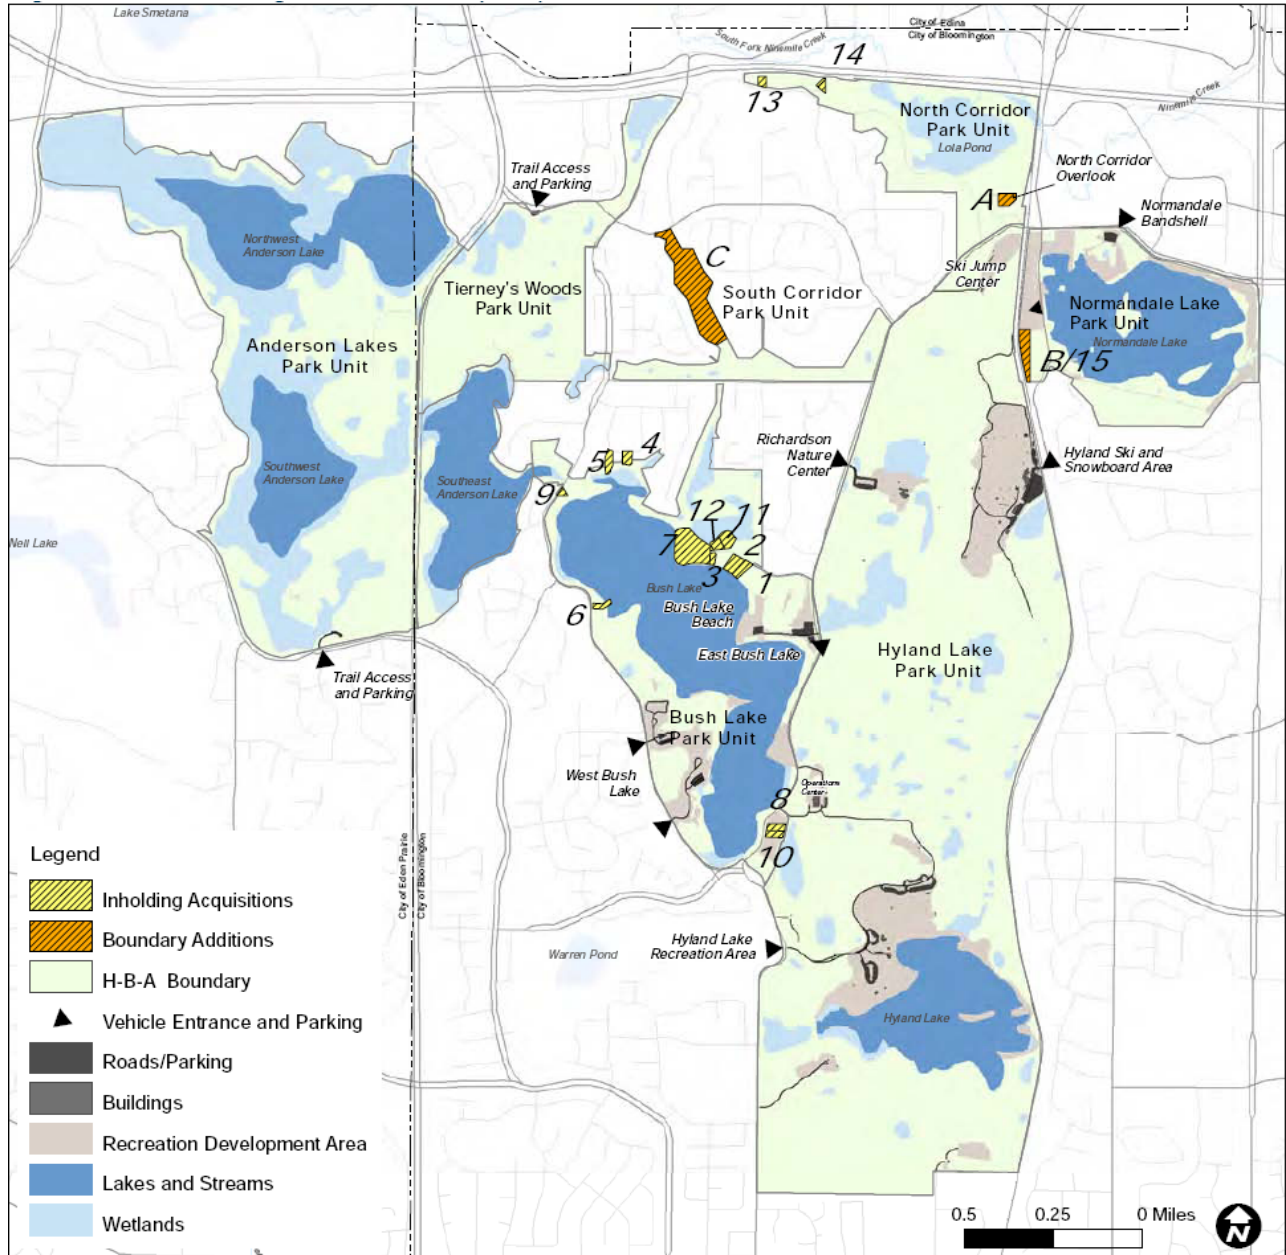 Lake Smetana
City of Edina
City of Bloomington
South Fork Ninemile Creek
14
13
North Corridor
Park Unit
Lola Pond
Ninemile Creek
North Corridor
Overlook
Trail Access
and Parking
A
Normandale
Bandshell
Northwest
Anderson Lake
C
Ski Jump
Center
Tierney's Woods
Park Unit
South Corridor
Park Unit
Normandale Lake
Park Unit
Normandale Lake
Anderson Lakes
Park Unit
B/15
Richardson
Nature
Center
Hyland Ski and
Snowboard Area
5
4
Southwest
Anderson Lake
Southeast
Anderson Lake
9
12
11
7
2
3
1
Nell Lake
Bush Lake
Bush Lake
Beach
6
East Bush Lake
Hyland Lake
Park Unit
Trail Access
and Parking
Bush Lake
Park Unit
West Bush
Lake
Operations
Center
8
10
City of Eden Prairie
City of Bloomington
Warren Pond
Hyland Lake
Recreation Area
Hyland Lake
Legend
Inholding Acquisitions
Boundary Additions
H-B-A Boundary
Vehicle Entrance and Parking
Roads/Parking
Buildings
Recreation Development Area
Lakes and Streams
Wetlands
0.5 0.25 0 Miles
N